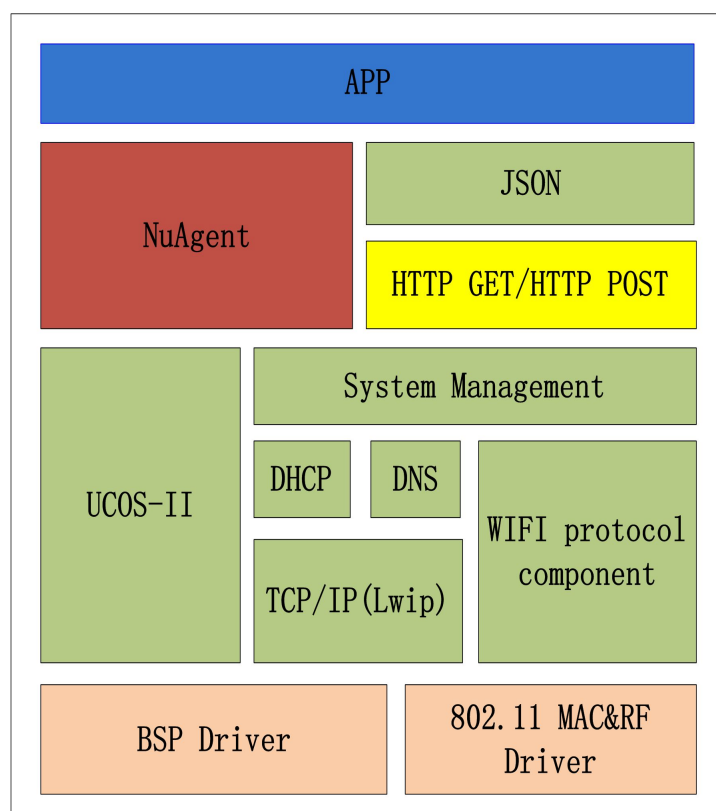 APP
NuAgent
JSON
HTTP GET/HTTP POST
UCOS-II
System Management
DHCP
DNS
WIFI protocol
component
TCP/IP(Lwip)
BSP Driver
802.11 MAC&RF
Driver